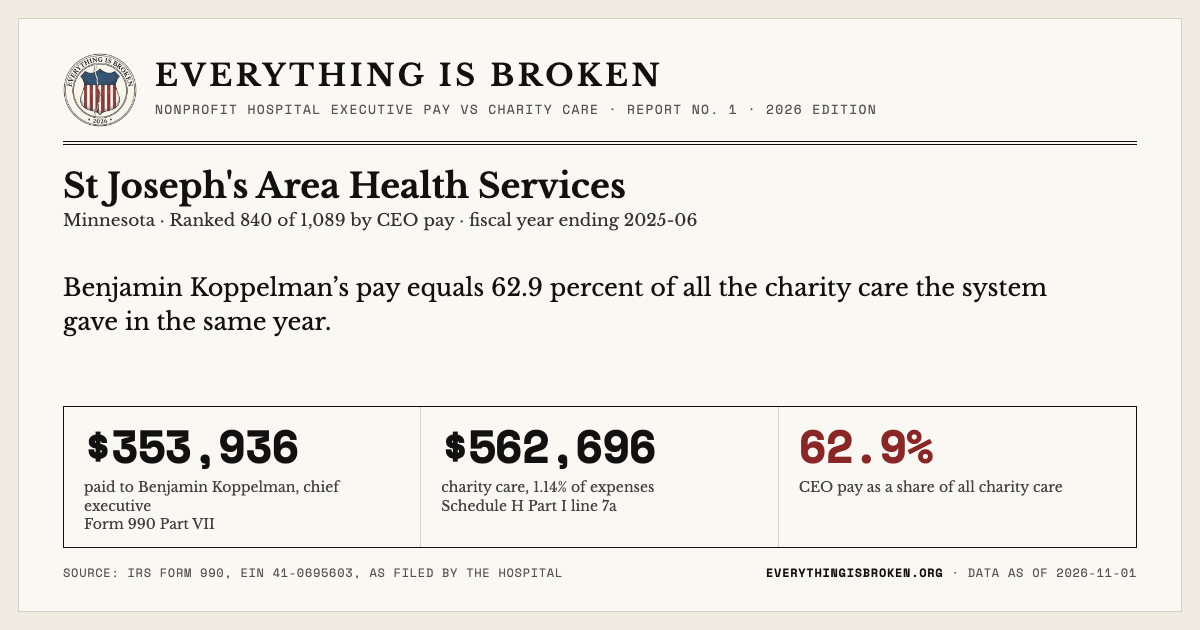 EVERYTHING IS BROKEN
· 2026 ·
EVERYTHING IS BROKEN
NONPROFIT HOSPITAL EXECUTIVE PAY VS CHARITY CARE · REPORT NO. 1 · 2026 EDITION
St Joseph's Area Health Services
Minnesota · Ranked 840 of 1,089 by CEO pay · fiscal year ending 2025-06
Benjamin Koppelman’s pay equals 62.9 percent of all the charity care the system
gave in the same year.
$353,936
paid to Benjamin Koppelman, chief
executive
Form 990 Part VII
$562,696
charity care, 1.14% of expenses
Schedule H Part I line 7a
62.9%
CEO pay as a share of all charity care
SOURCE: IRS FORM 990, EIN 41-0695603, AS FILED BY THE HOSPITAL
EVERYTHINGISBROKEN.ORG · DATA AS OF 2026-11-01